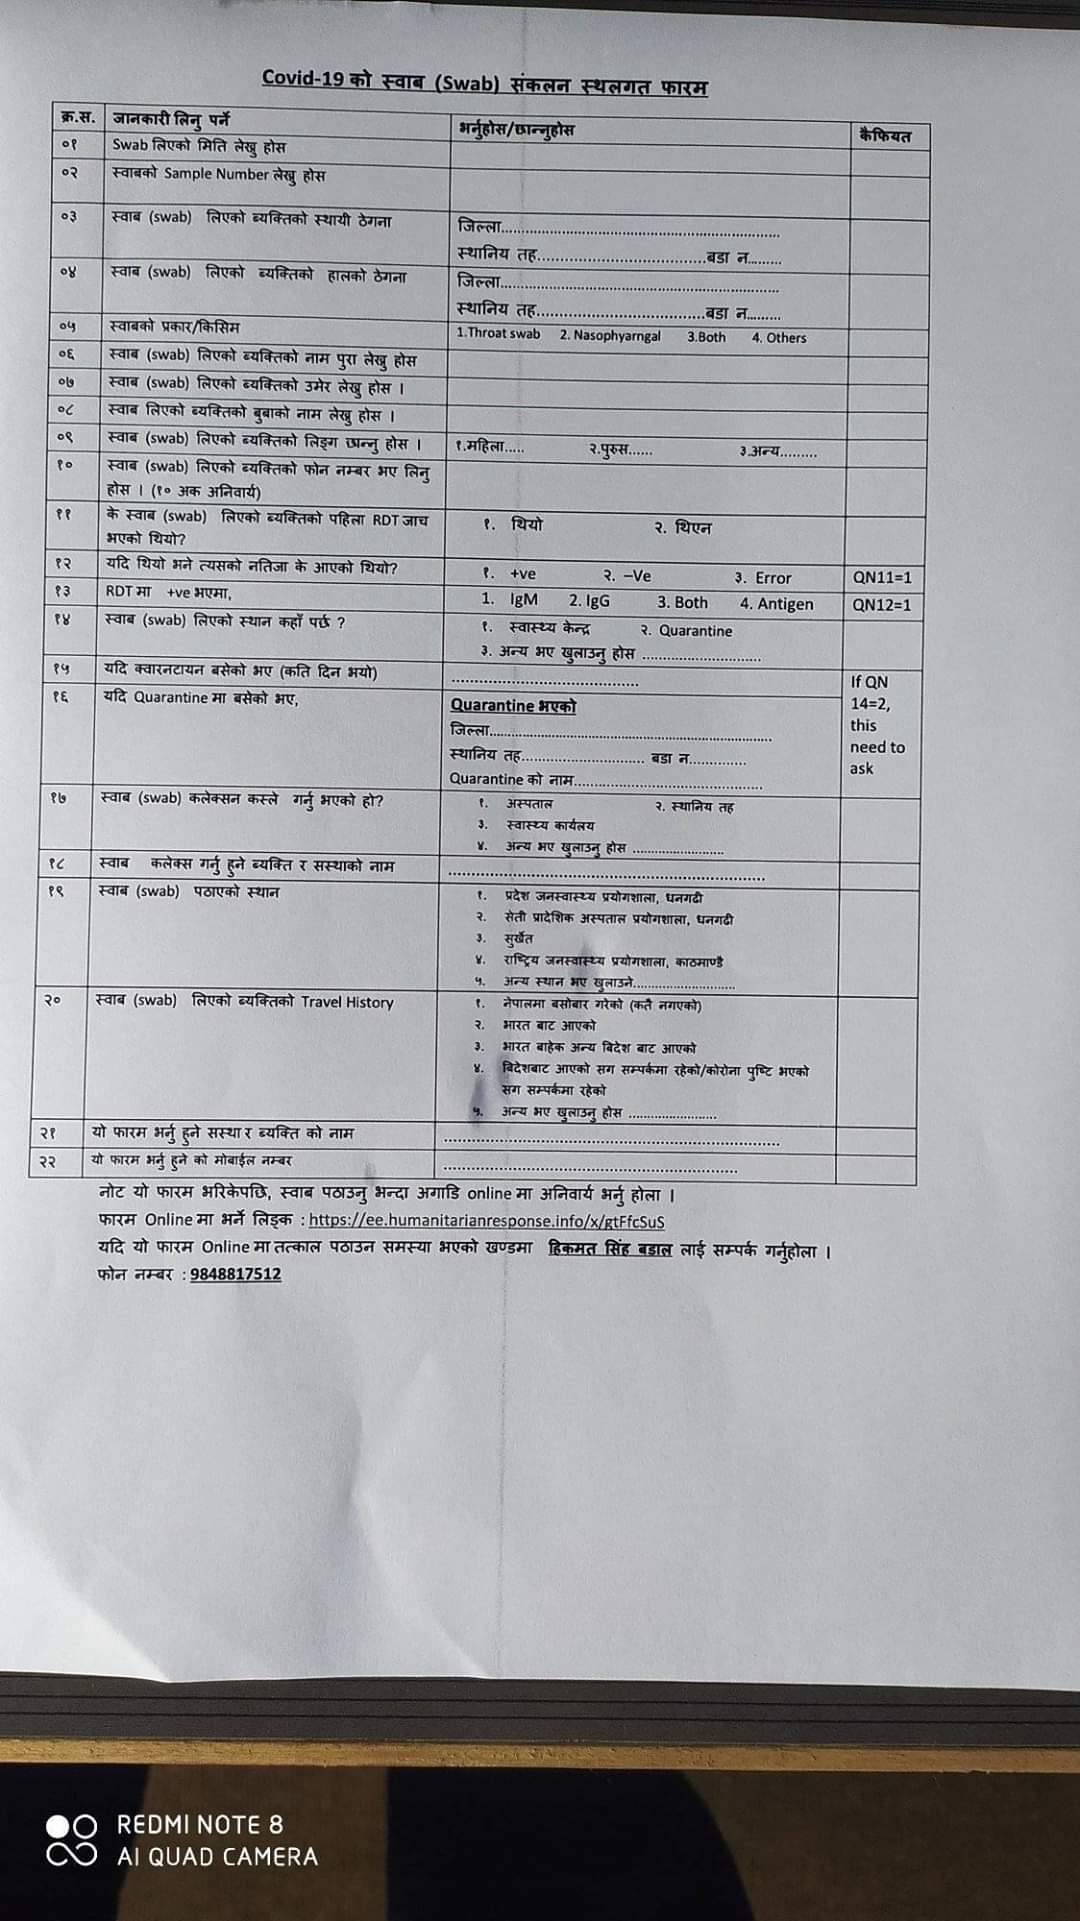 Covid-19 को स्वाब (Swab) संकलन स्थलगत फारम
क्र.स. जानकारी लिनु पर्ने भर्नुहोस/छान्नुहोस कैफियत
०१ Swab लिएको मिति लेखु होस
०२ स्वाबको Sample Number लेखु होस
०३ स्वाब (swab) लिएको ब्यक्तिको स्थायी ठेगना जिल्ला..............................
स्थानिय तह..............................बडा न.........
०४ स्वाब (swab) लिएको ब्यक्तिको हालको ठेगना जिल्ला..............................
स्थानिय तह..............................बडा न.........
०५ स्वाबको प्रकार/किसिम 1.Throat swab 2. Nasophyarngal 3.Both 4. Others
०६ स्वाब (swab) लिएको ब्यक्तिको नाम पुरा लेखु होस
०७ स्वाब (swab) लिएको ब्यक्तिको उमेर लेखु होस ।
०८ स्वाब लिएको ब्यक्तिको बुबाको नाम लेखु होस ।
०९ स्वाब (swab) लिएको ब्यक्तिको लिङ्ग छान्नु होस । १.महिला..... २.पुरुस...... ३.अन्य.........
१० स्वाब (swab) लिएको ब्यक्तिको फोन नम्बर भए लिनु
होस । (१० अक अनिवार्य)
११ के स्वाब (swab) लिएको ब्यक्तिको पहिला RDT जाच १. थियो २. थिएन
भएको थियो?
१२ यदि थियो भने त्यसको नतिजा के आएको थियो? १. +ve २. –Ve ३. Error QN11=1
१३ RDT मा +ve भएमा, 1. IgM 2. IgG 3. Both 4. Antigen QN12=1
१४ स्वाब (swab) लिएको स्थान कहाँ पर्छ ? १. स्वास्थ्य केन्द्र २. Quarantine
३. अन्य भए खुलाउनु होस ..............................
१५ यदि क्वारनटायन बसेको भए (कति दिन भयो) ..............................
१६ यदि Quarantine मा बसेको भए, Quarantine भएको
जिल्ला..............................
स्थानिय तह.............................. बडा न..............
Quarantine को नाम..............................
If QN
14=2,
this
need to
ask
१७ स्वाब (swab) कलेक्सन कस्ले गर्नु भएको हो? १. अस्पताल २. स्थानिय तह
३. स्वास्थ्य कार्यलय
४. अन्य भए खुलाउनु होस ........................
१८ स्वाब कलेक्स गर्नु हुने ब्यक्ति र सस्थाको नाम ..............................
१९ स्वाब (swab) पठाएको स्थान १. प्रदेश जनस्वास्थ्य प्रयोगशाला, धनगढी
२. सेती प्रादेशिक अस्पताल प्रयोगशाला, धनगढी
३. सुर्खेत
४. राष्ट्रिय जनस्वास्थ्य प्रयोगशाला, काठमाण्डै
५. अन्य स्थान भए खुलाउने..........................
२० स्वाब (swab) लिएको ब्यक्तिको Travel History १. नेपालमा बसोबार गरेको (कतै नगएको)
२. भारत बाट आएको
३. भारत बाहेक अन्य बिदेश बाट आएको
४. बिदेशबाट आएको सग सम्पर्कमा रहेको/कोरोना पुष्टि भएको
सग सम्पर्कमा रहेको
५. अन्य भए खुलाउनु होस .......................
२१ यो फारम भर्नु हुने सस्था र ब्यक्ति को नाम ..............................
२२ यो फारम भर्नु हुने को मोबाईल नम्बर ..............................
नोट यो फारम भरिकेपछि, स्वाब पठाउनु भन्दा अगाडि online मा अनिवार्य भर्नु होला ।
फारम Online मा भर्ने लिङ्क : https://ee.humanitarianresponse.info/x/gtFfcSuS
यदि यो फारम Online मा तत्काल पठाउन समस्या भएको खण्डमा हिकमत सिंह बडाल लाई सम्पर्क गर्नुहोला ।
फोन नम्बर : 9848817512
REDMI NOTE 8
AI QUAD CAMERA